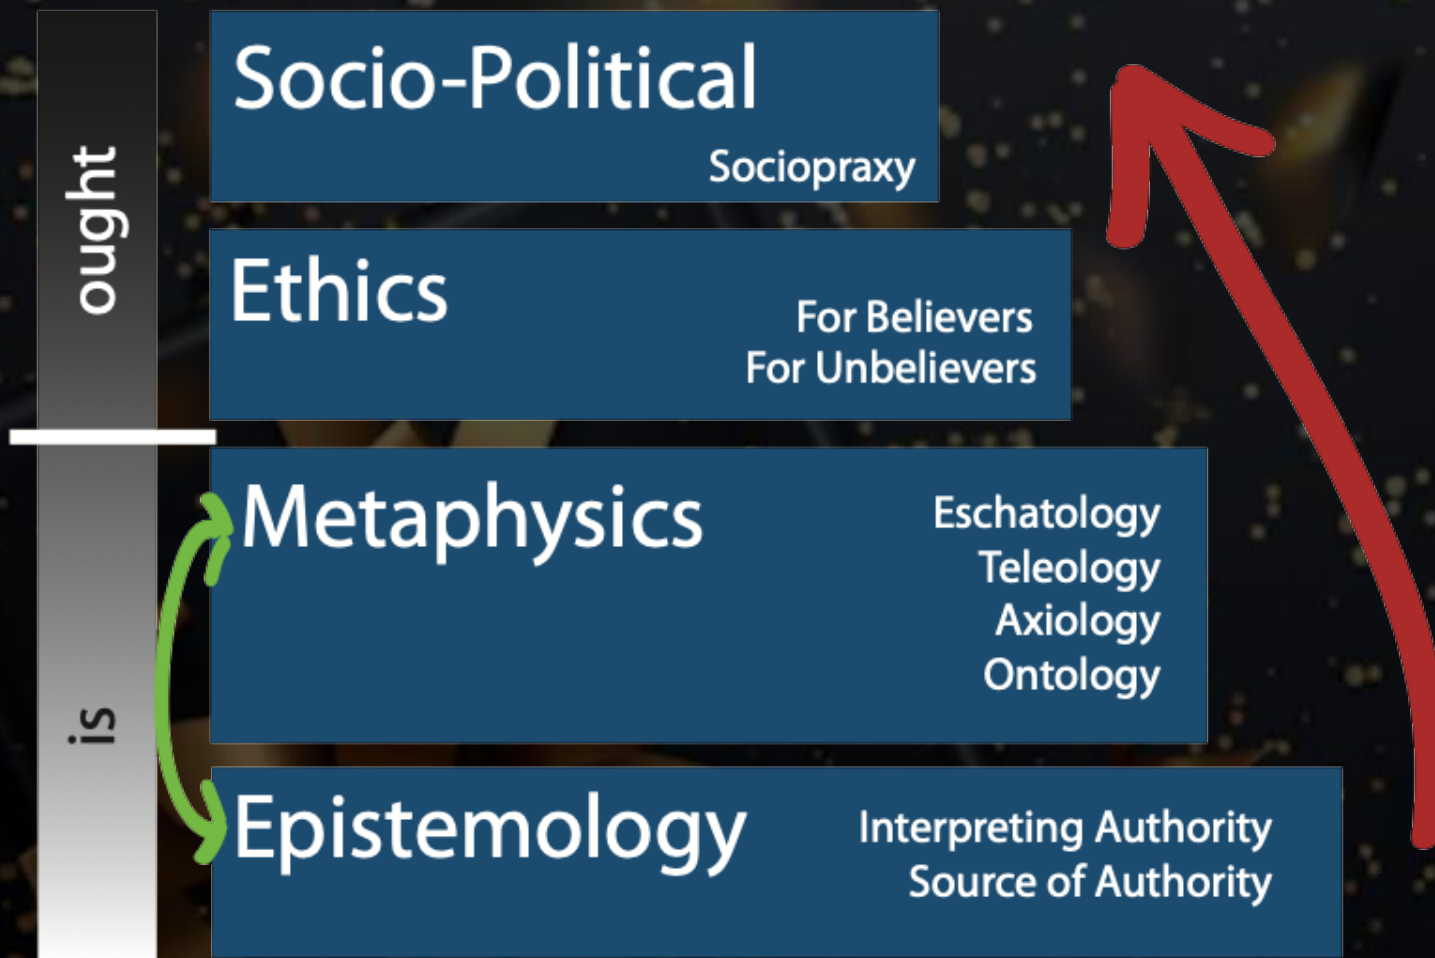 ought
Socio-Political
Sociopraxy
Ethics
For Believers
For Unbelievers
is
Metaphysics
Eschatology
Teleology
Axiology
Ontology
Epistemology
Interpreting Authority
Source of Authority